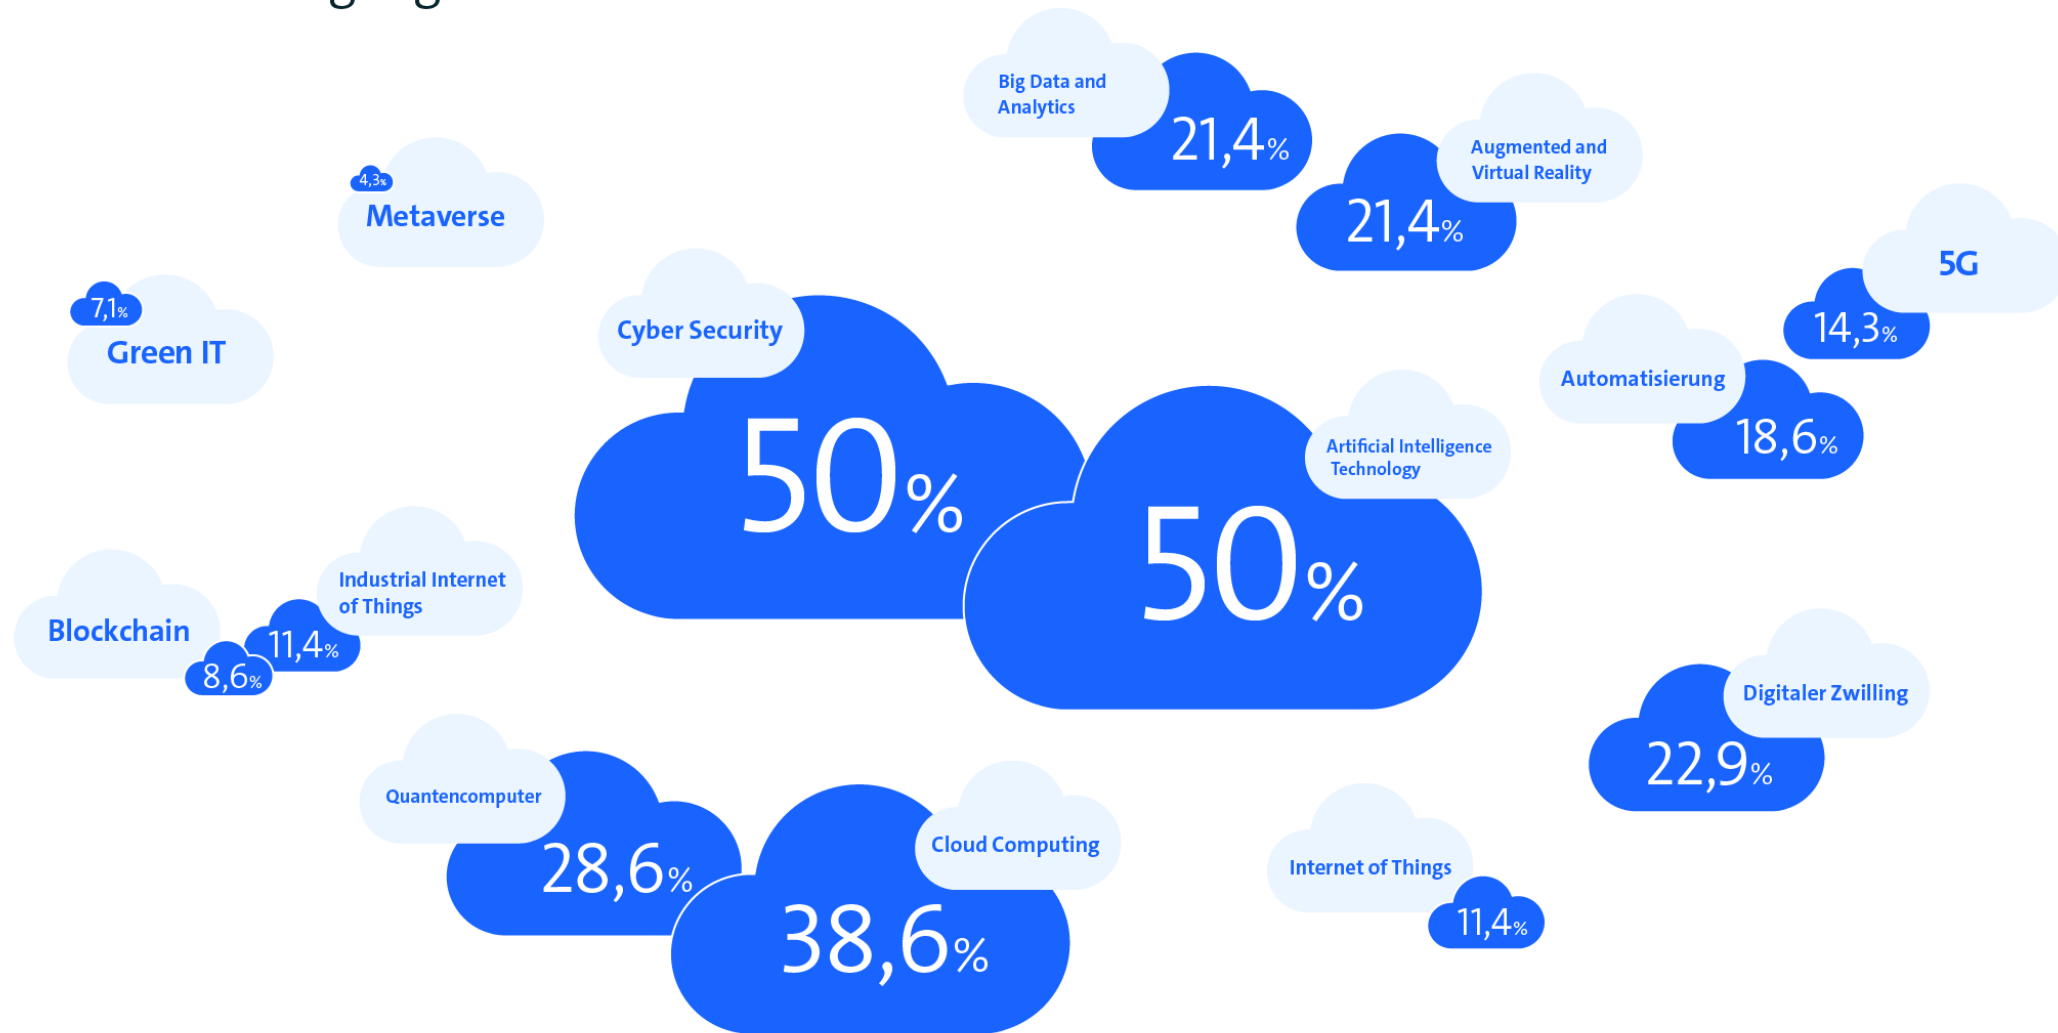 Big Data and
Analytics
21,4%
Augmented and
Virtual Reality
21,4%
4,3%
Metaverse
5G
14,3%
7,1%
Green IT
Cyber Security
50%
Automatisierung
18,6%
Artificial Intelligence
Technology
50%
Industrial Internet
of Things
11,4%
Blockchain
8,6%
Digitaler Zwilling
22,9%
Quantencomputer
28,6%
Cloud Computing
38,6%
Internet of Things
11,4%